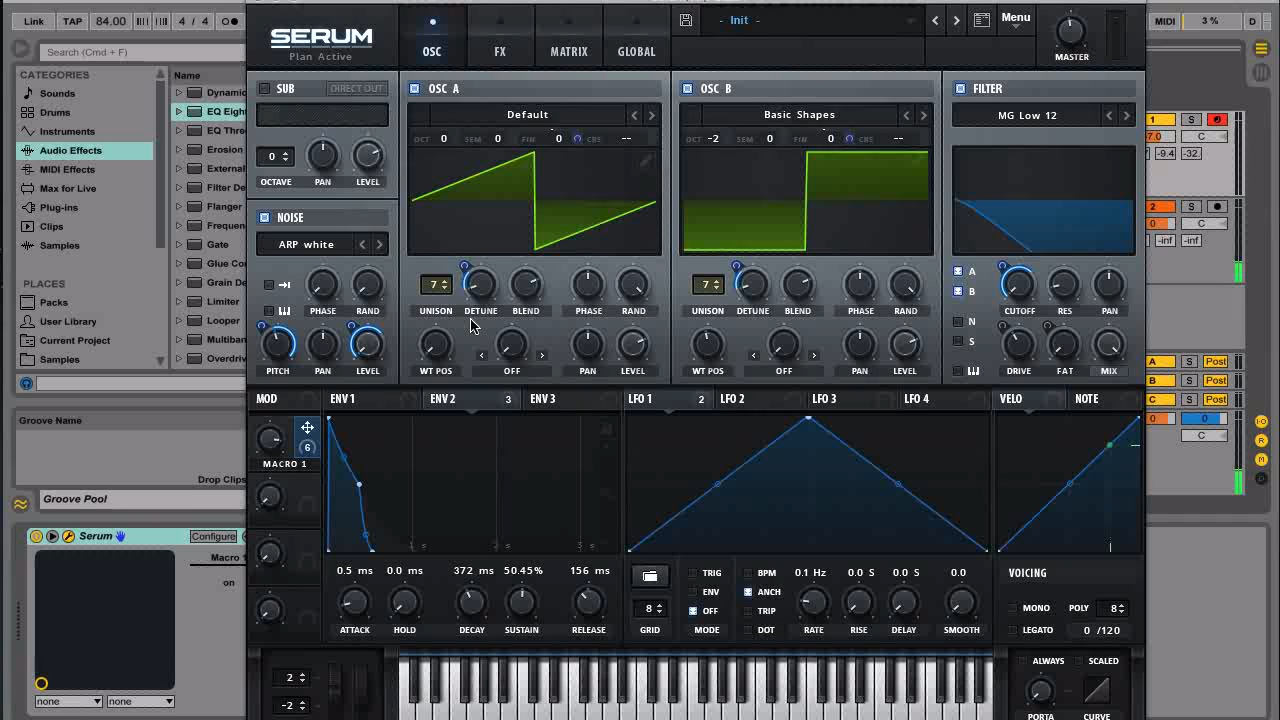 Link TAP 84.00 4 / 4
Search (Cmd + F)
CATEGORIES
Sounds
Drums
Instruments
Audio Effects
MIDI Effects
Max for Live
Plug-ins
Clips
Samples
PLACES
Packs
User Library
Current Project
Samples
Name
Dynamic
EQ Eigh
EQ Thre
Erosion
External
Filter De
Flanger
Frequen
Gate
Glue Co
Grain De
Limiter
Looper
Multiban
Overdriv
Groove Name
Drop Clips
Groove Pool
Serum Configure
Macro 1
on
none none
SERUM
Plan Active
OSC FX MATRIX GLOBAL
- Init -
Menu
MASTER
SUB DIRECT OUT
0
OCTAVE PAN LEVEL
NOISE
ARP white
PHASE RAND
PITCH PAN LEVEL
OSC A
Default
OCT 0 SEM 0 FIN 0 CRS --
7
UNISON DETUNE BLEND PHASE RAND
WT POS OFF PAN LEVEL
OSC B
Basic Shapes
OCT -2 SEM 0 FIN 0 CRS --
7
UNISON DETUNE BLEND PHASE RAND
WT POS OFF PAN LEVEL
FILTER
MG Low 12
A
B
N
S
CUTOFF RES PAN
DRIVE FAT MIX
MOD ENV 1 ENV 2 3 ENV 3
LFO 1 2 LFO 2 LFO 3 LFO 4
VELO NOTE
6
MACRO 1
1 s 2 s 3 s
0.5 ms 0.0 ms 372 ms 50.45% 156 ms
ATTACK HOLD DECAY SUSTAIN RELEASE
8
GRID
TRIG
ENV
OFF
MODE
BPM
ANCH
TRIP
DOT
0.1 Hz 0.0 S 0.0 S 0.0
RATE RISE DELAY SMOOTH
VOICING
MONO POLY 8
LEGATO 0 /120
ALWAYS SCALED
PORTA CURVE
2
-2
MIDI 3 % D
1 S
7.0 C
-9.4 -32
2 S
0 C
-inf -inf
A S Post
B S Post
C S Post
0 0
C
I·O
R
M
D